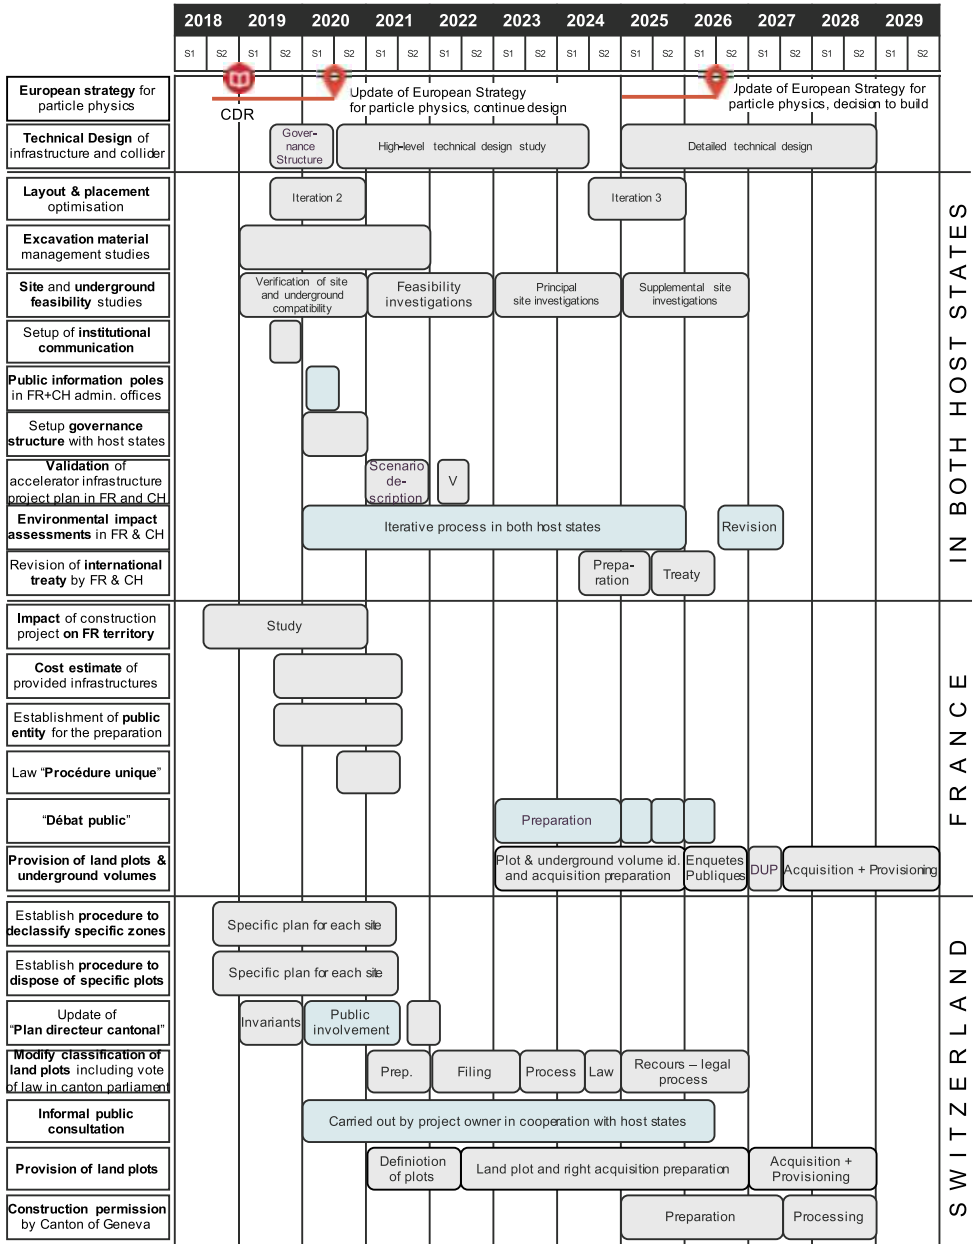 2018 2019 2020 2021 2022 2023 2024 2025 2026 2027 2028 2029
S1 S2 S1 S2 S1 S2 S1 S2 S1 S2 S1 S2 S1 S2 S1 S2 S1 S2 S1 S2 S1 S2 S1 S2
European strategy for
particle physics
CDR
Update of European Strategy
for particle physics, continue design
Update of European Strategy for
particle physics, decision to build
Technical Design of
infrastructure and collider
Gover-
nance
Structure
High-level technical design study
Detailed technical design
Layout & placement
optimisation
Iteration 2
Iteration 3
Excavation material
management studies
Site and underground
feasibility studies
Verification of site
and underground
compatibility
Feasibility
investigations
Principal
site investigations
Supplemental site
investigations
Setup of institutional
communication
Public information poles
in FR+CH admin. offices
Setup governance
structure with host states
Validation of
accelerator infrastructure
project plan in FR and CH
Scenario
de-
scription
V
Environmental impact
assessments in FR & CH
Iterative process in both host states
Revision
Revision of international
treaty by FR & CH
Prepa-
ration
Treaty
IN BOTH HOST STATES
Impact of construction
project on FR territory
Study
Cost estimate of
provided infrastructures
Establishment of public
entity for the preparation
Law “Procédure unique”
“Débat public”
Preparation
Provision of land plots &
underground volumes
Plot & underground volume id.
and acquisition preparation
Enquetes
Publiques
DUP
Acquisition + Provisioning
FRANCE
Establish procedure to
declassify specific zones
Specific plan for each site
Establish procedure to
dispose of specific plots
Specific plan for each site
Update of
“Plan directeur cantonal”
Invariants
Public
involvement
Modify classification of
land plots including vote
of law in canton parliament
Prep.
Filing
Process
Law
Recours – legal
process
Informal public
consultation
Carried out by project owner in cooperation with host states
Provision of land plots
Definiotion
of plots
Land plot and right acquisition preparation
Acquisition +
Provisioning
Construction permission
by Canton of Geneva
Preparation
Processing
SWITZERLAND